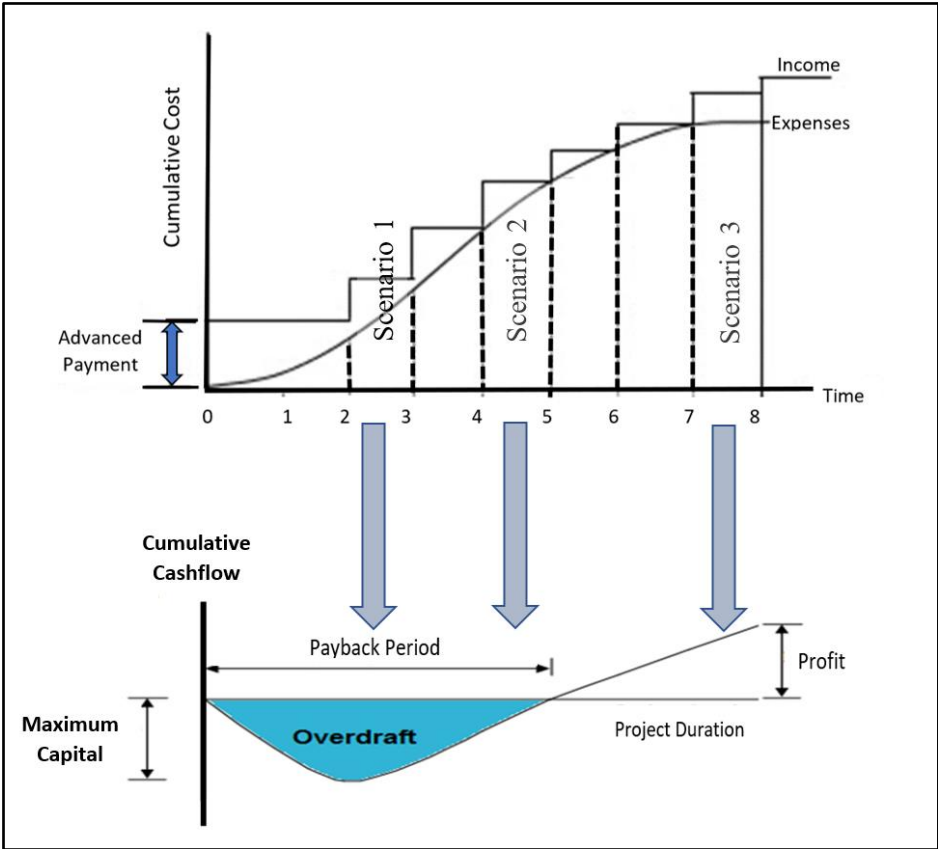 Income
Expenses
Cumulative Cost
Scenario 1
Scenario 2
Scenario 3
Advanced
Payment
Time
0 1 2 3 4 5 6 7 8
Cumulative
Cashflow
Payback Period
Profit
Maximum
Capital
Overdraft
Project Duration